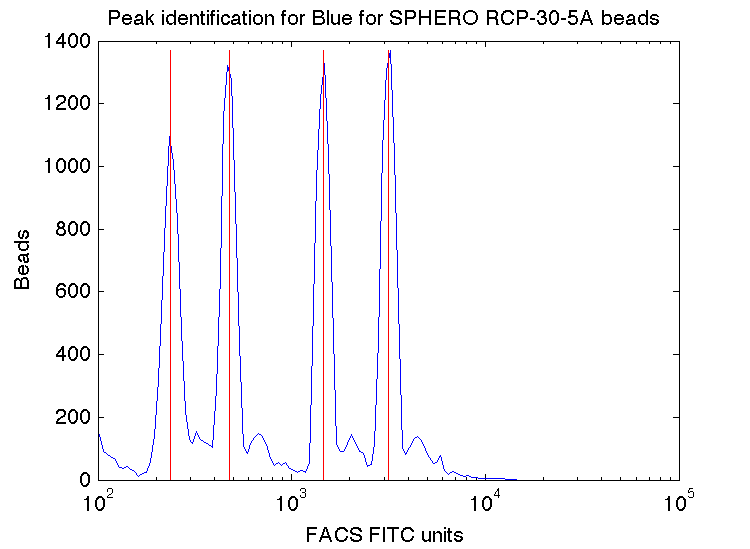 Peak identification for Blue for SPHERO RCP-30-5A beads
1400
1200
1000
800
600
400
200
0
Beads
10^2 10^3 10^4 10^5
FACS FITC units